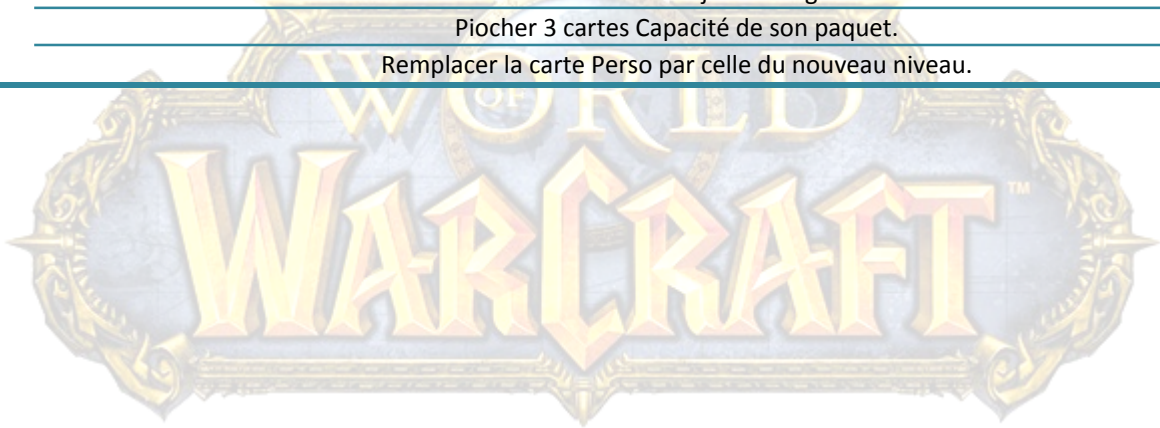 Piocher 3 cartes Capacité de son paquet.
Remplacer la carte Perso par celle du nouveau niveau.
WORLD
OF
WARCRAFT
TM